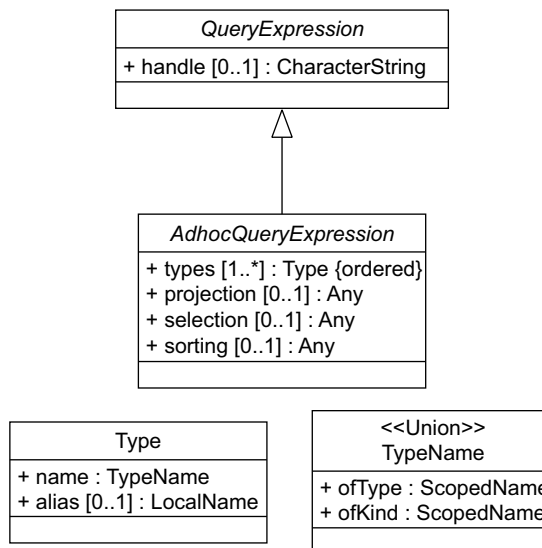 QueryExpression
+ handle [0..1] : CharacterString
AdhocQueryExpression
+ types [1..*] : Type {ordered}
+ projection [0..1] : Any
+ selection [0..1] : Any
+ sorting [0..1] : Any
Type
+ name : TypeName
+ alias [0..1] : LocalName
<<Union>>
TypeName
+ ofType : ScopedName
+ ofKind : ScopedName